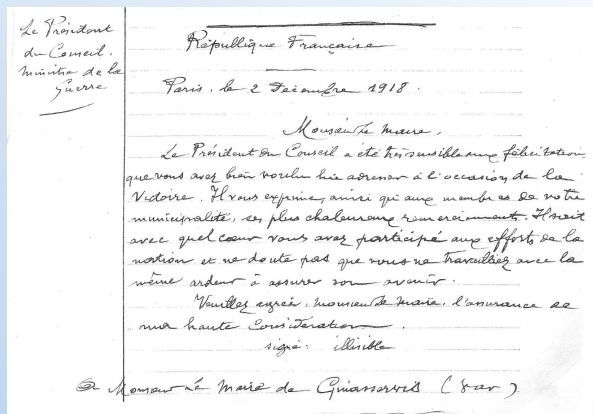 Le Président
du Conseil.
ministre de la
Guerre
République Française
Paris, le 2 Décembre 1918.
Monsieur le Maire,
Le Président du Conseil a été très sensible aux félicitations
que vous avez bien voulu lui adresser à l'occasion de la
Victoire. Il vous exprime, ainsi qu'aux membres de votre
municipalité, ses plus chaleureux remerciements. Il sait
avec quel cœur vous avez participé aux efforts de la
nation et ne doute pas que vous ne travailliez avec la
même ardeur à assurer son avenir.
Veuillez agréer, monsieur le maire, l'assurance de
ma haute considération.
signé: illisible
à Monsieur le Maire de Ginasservis (Var)